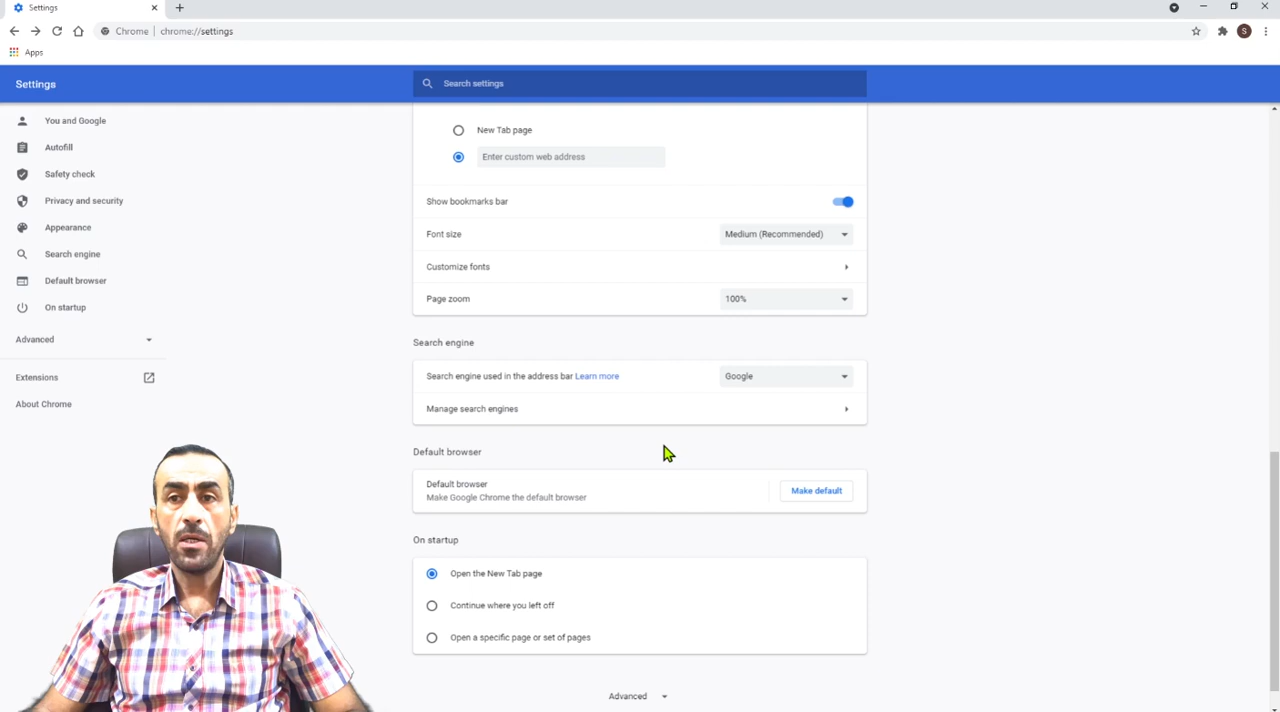 Settings
Chrome | chrome://settings
S
Apps
Settings
Search settings
You and Google
Autofill
Safety check
Privacy and security
Appearance
Search engine
Default browser
On startup
Advanced
Extensions
About Chrome
New Tab page
Enter custom web address
Show bookmarks bar
Font size
Medium (Recommended)
Customize fonts
Page zoom
100%
Search engine
Search engine used in the address bar Learn more
Google
Manage search engines
Default browser
Default browser
Make Google Chrome the default browser
Make default
On startup
Open the New Tab page
Continue where you left off
Open a specific page or set of pages
Advanced